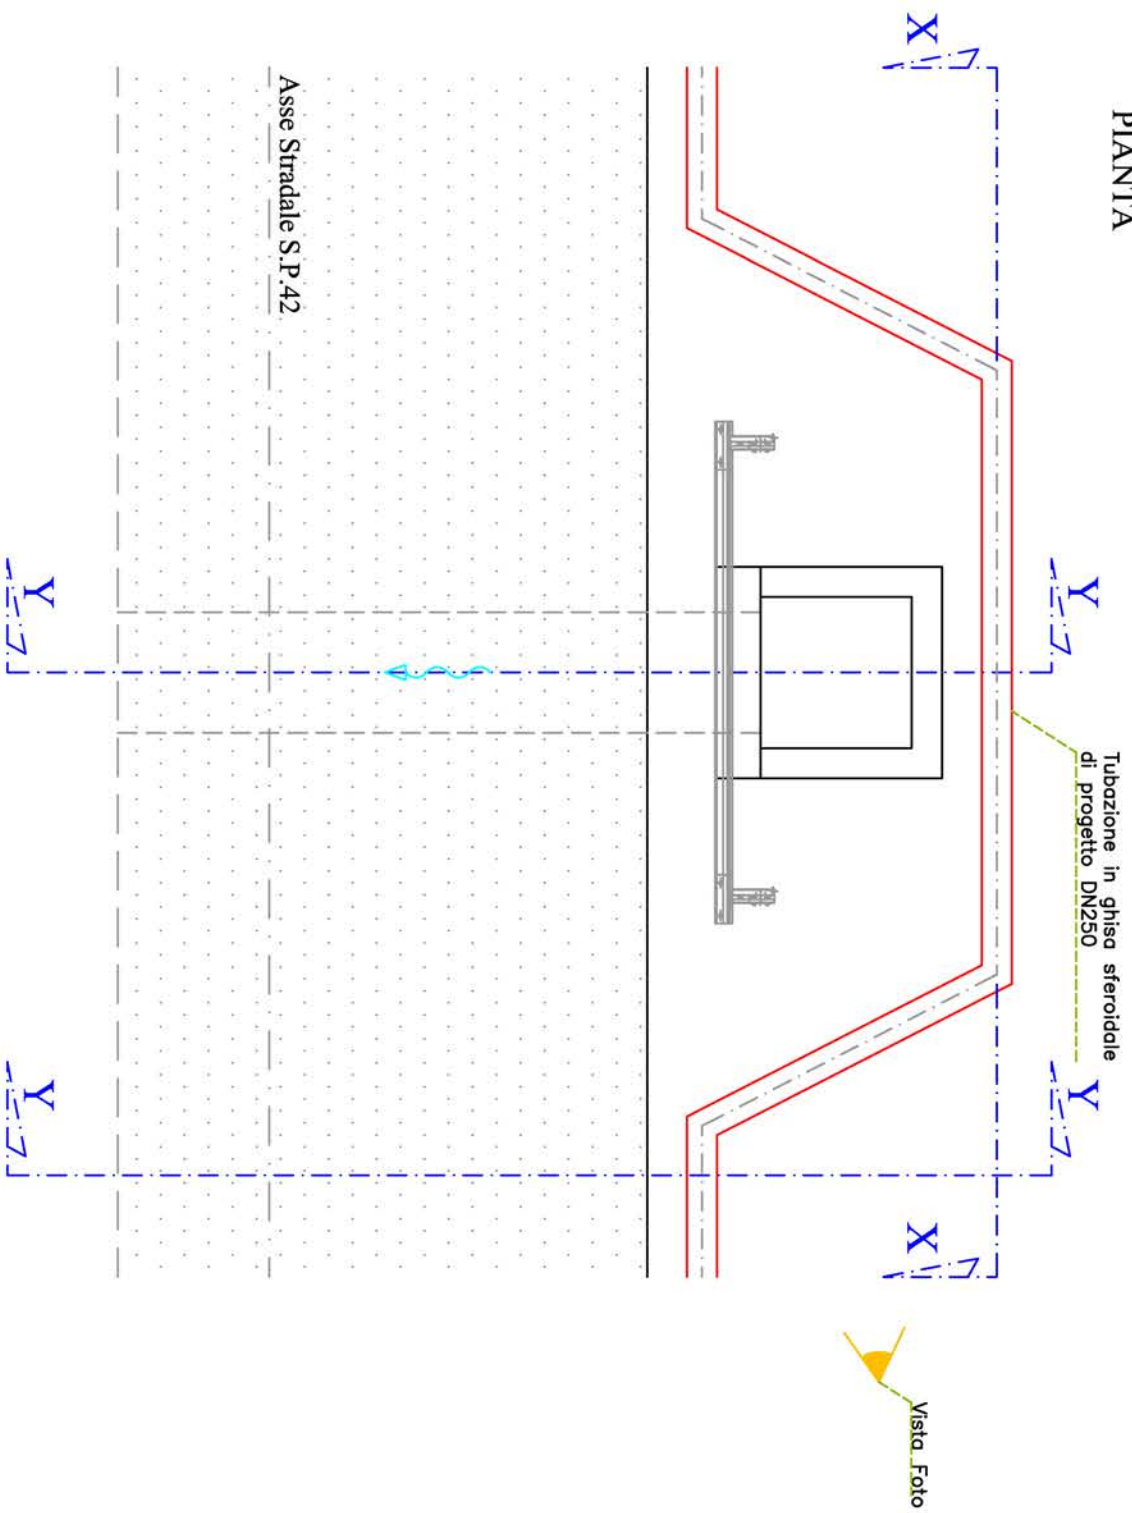 PIANTA
X
X
Y
Y
Tubazione in ghisa sferoidale
di progetto DN250
Vista Foto
Asse Stradale S.P.42
Y
Y